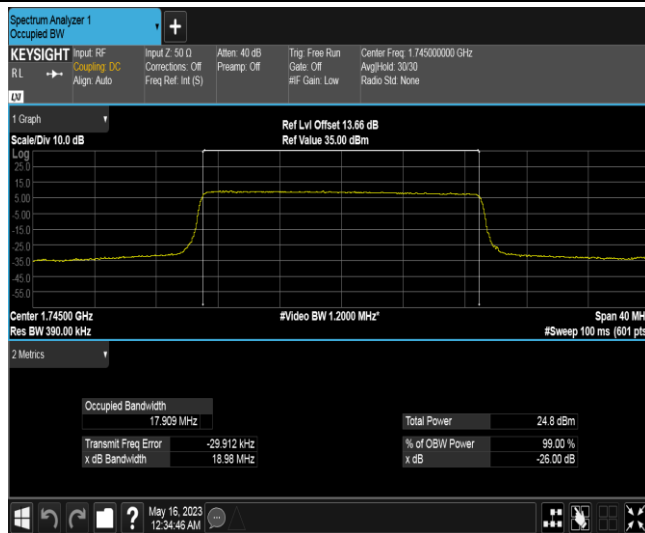 Spectrum Analyzer 1
Occupied BW
KEYSIGHT
RL
Input: RF
Coupling: DC
Align: Auto
Input Z: 50 Ω
Corrections: Off
Freq Ref: Int (S)
Atten: 40 dB
Preamp: Off
Trig: Free Run
Gate: Off
#IF Gain: Low
Center Freq: 1.745000000 GHz
Avg|Hold: 30/30
Radio Std: None
1 Graph
Scale/Div 10.0 dB
Ref Lvl Offset 13.66 dB
Ref Value 35.00 dBm
Log
25.0
15.0
5.00
-5.00
-15.0
-25.0
-35.0
-45.0
-55.0
Center 1.74500 GHz
#Video BW 1.2000 MHz*
Span 40 MH
Res BW 390.00 kHz
#Sweep 100 ms (601 pts
2 Metrics
Occupied Bandwidth
17.909 MHz
Total Power 24.8 dBm
Transmit Freq Error -29.912 kHz
% of OBW Power 99.00 %
x dB Bandwidth 18.98 MHz
x dB -26.00 dB
?
May 16, 2023
12:34:46 AM